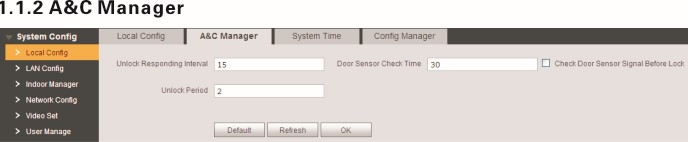 1.1.2 A&C Manager
System Config
Local Config
LAN Config
Indoor Manager
Network Config
Video Set
User Manage
Local Config A&C Manager System Time Config Manager
Unlock Responding Interval 15 Door Sensor Check Time 30 Check Door Sensor Signal Before Lock
Unlock Period 2
Default Refresh OK